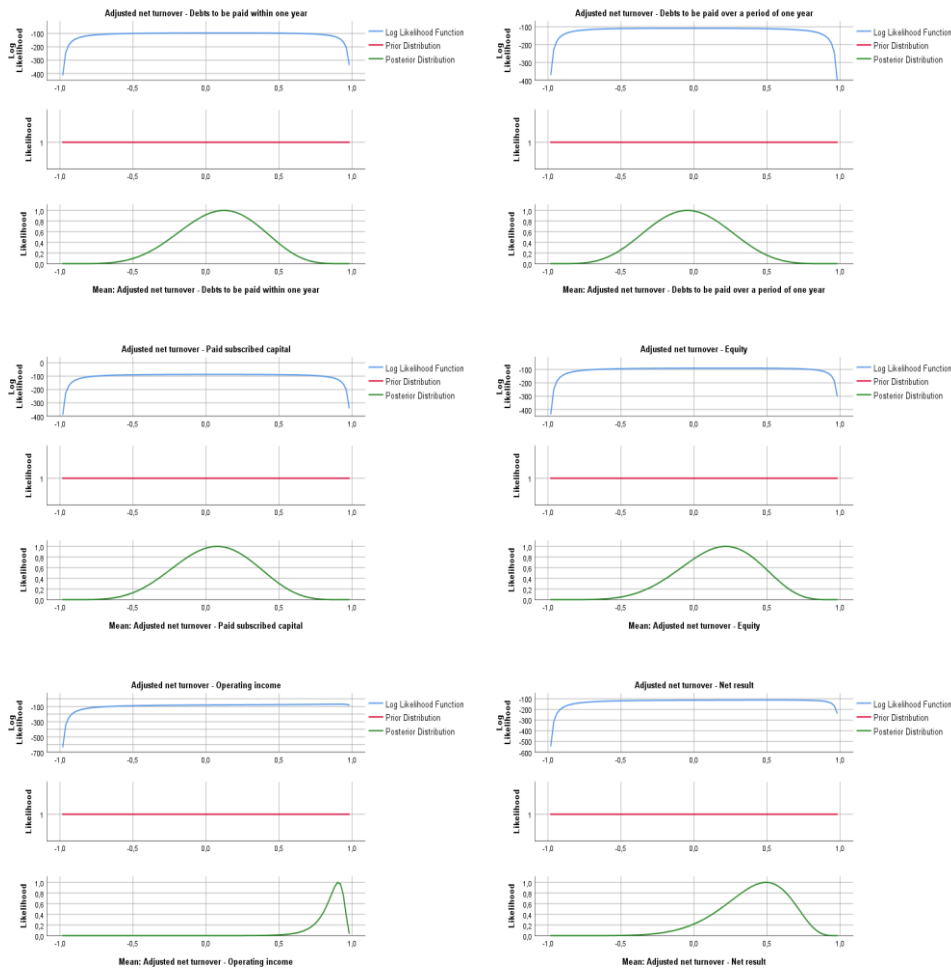 Adjusted net turnover - Debts to be paid within one year
Log
Likelihood
-100
-200
-300
-400
-1,0 -0,5 0,0 0,5 1,0
Log Likelihood Function
Prior Distribution
Posterior Distribution
Likelihood
1
-1,0 -0,5 0,0 0,5 1,0
Likelihood
1,0
0,8
0,6
0,4
0,2
0,0
-1,0 -0,5 0,0 0,5 1,0
Mean: Adjusted net turnover - Debts to be paid within one year
Adjusted net turnover - Debts to be paid over a period of one year
Log
Likelihood
-100
-200
-300
-400
-1,0 -0,5 0,0 0,5 1,0
Log Likelihood Function
Prior Distribution
Posterior Distribution
Likelihood
1
-1,0 -0,5 0,0 0,5 1,0
Likelihood
1,0
0,8
0,6
0,4
0,2
0,0
-1,0 -0,5 0,0 0,5 1,0
Mean: Adjusted net turnover - Debts to be paid over a period of one year
Adjusted net turnover - Paid subscribed capital
Log
Likelihood
0
-100
-200
-300
-400
-1,0 -0,5 0,0 0,5 1,0
Log Likelihood Function
Prior Distribution
Posterior Distribution
Likelihood
1
-1,0 -0,5 0,0 0,5 1,0
Likelihood
1,0
0,8
0,6
0,4
0,2
0,0
-1,0 -0,5 0,0 0,5 1,0
Mean: Adjusted net turnover - Paid subscribed capital
Adjusted net turnover - Equity
Log
Likelihood
-100
-200
-300
-400
-1,0 -0,5 0,0 0,5 1,0
Log Likelihood Function
Prior Distribution
Posterior Distribution
Likelihood
1
-1,0 -0,5 0,0 0,5 1,0
Likelihood
1,0
0,8
0,6
0,4
0,2
0,0
-1,0 -0,5 0,0 0,5 1,0
Mean: Adjusted net turnover - Equity
Adjusted net turnover - Operating income
Log
Likelihood
-100
-300
-500
-700
-1,0 -0,5 0,0 0,5 1,0
Log Likelihood Function
Prior Distribution
Posterior Distribution
Likelihood
1
-1,0 -0,5 0,0 0,5 1,0
Likelihood
1,0
0,8
0,6
0,4
0,2
0,0
-1,0 -0,5 0,0 0,5 1,0
Mean: Adjusted net turnover - Operating income
Adjusted net turnover - Net result
Log
Likelihood
-100
-200
-300
-400
-500
-600
-1,0 -0,5 0,0 0,5 1,0
Log Likelihood Function
Prior Distribution
Posterior Distribution
Likelihood
1
-1,0 -0,5 0,0 0,5 1,0
Likelihood
1,0
0,8
0,6
0,4
0,2
0,0
-1,0 -0,5 0,0 0,5 1,0
Mean: Adjusted net turnover - Net result